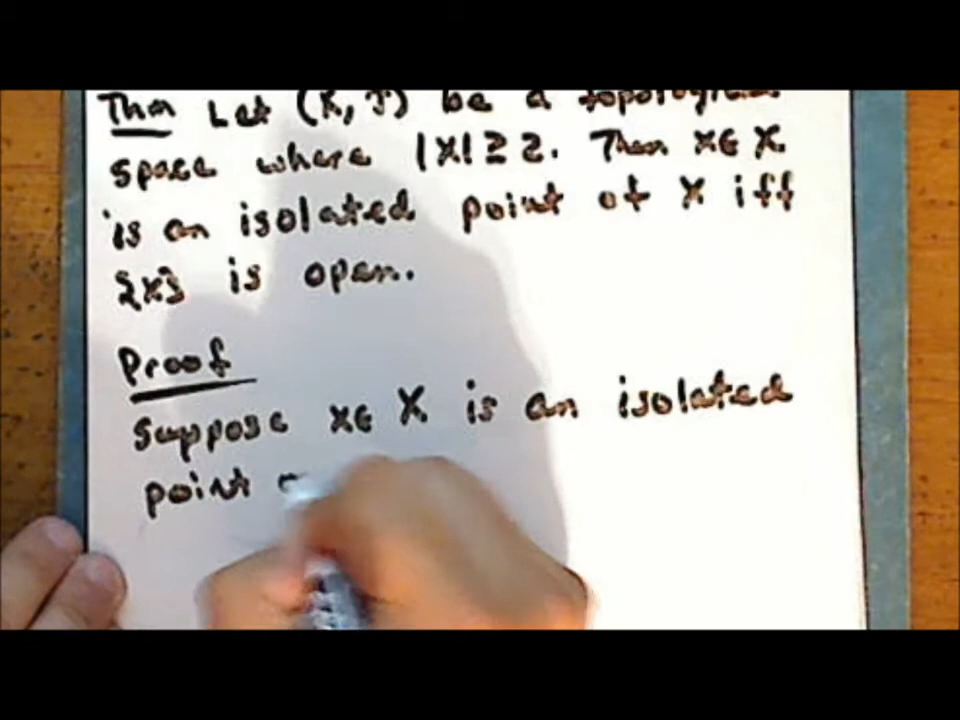 Thm Let (X, T) be a topological
space where |X| ≥ 2. Then x ∈ X
is an isolated point of X iff
{x} is open.
Proof
Suppose x ∈ X is an isolated
point